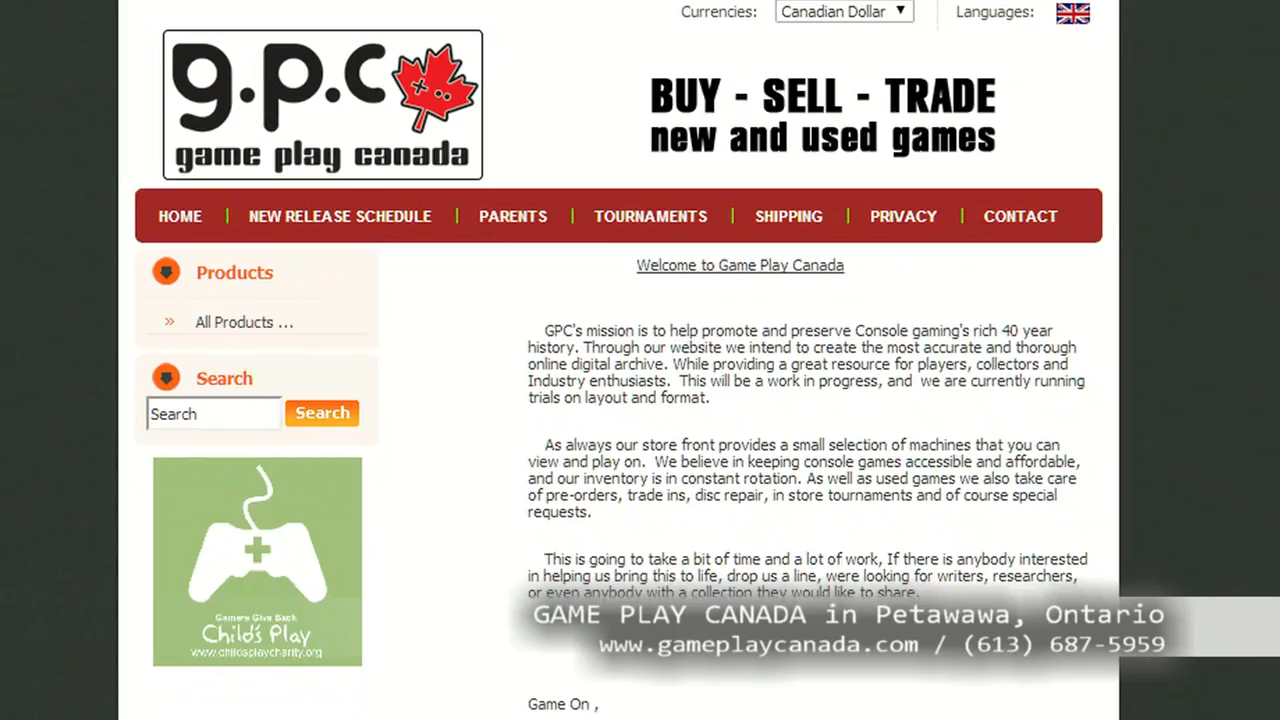 Currencies: Canadian Dollar Languages:
g.p.c
game play canada
BUY - SELL - TRADE
new and used games
HOME NEW RELEASE SCHEDULE PARENTS TOURNAMENTS SHIPPING PRIVACY CONTACT
Products
All Products ...
Search
Search Search
Gamers Give Back
Child's Play
www.childsplaycharity.org
Welcome to Game Play Canada
GPC's mission is to help promote and preserve Console gaming's rich 40 year
history. Through our website we intend to create the most accurate and thorough
online digital archive. While providing a great resource for players, collectors and
Industry enthusiasts. This will be a work in progress, and we are currently running
trials on layout and format.
As always our store front provides a small selection of machines that you can
view and play on. We believe in keeping console games accessible and affordable,
and our inventory is in constant rotation. As well as used games we also take care
of pre-orders, trade ins, disc repair, in store tournaments and of course special
requests.
This is going to take a bit of time and a lot of work, If there is anybody interested
in helping us bring this to life, drop us a line, were looking for writers, researchers,
or even anybody with a collection they would like to share.
GAME PLAY CANADA in Petawawa, Ontario
www.gameplaycanada.com / (613) 687-5959
Game On ,